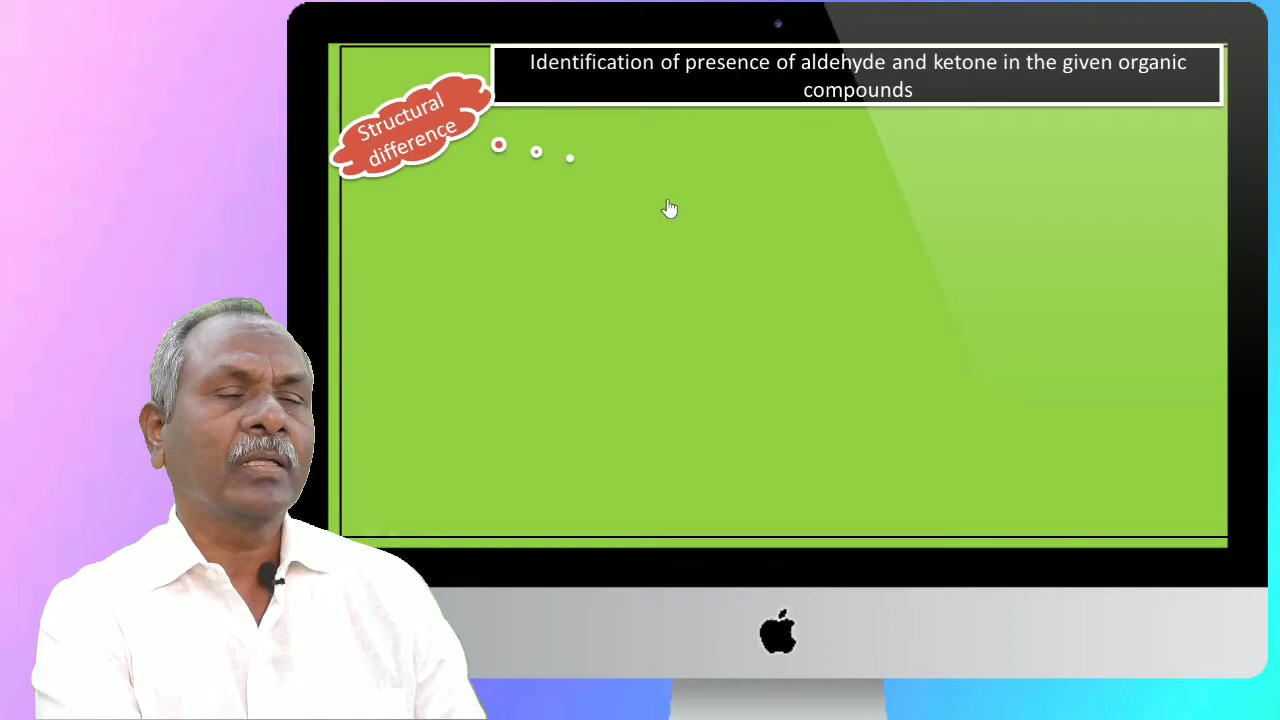 Identification of presence of aldehyde and ketone in the given organic
compounds
Structural
difference